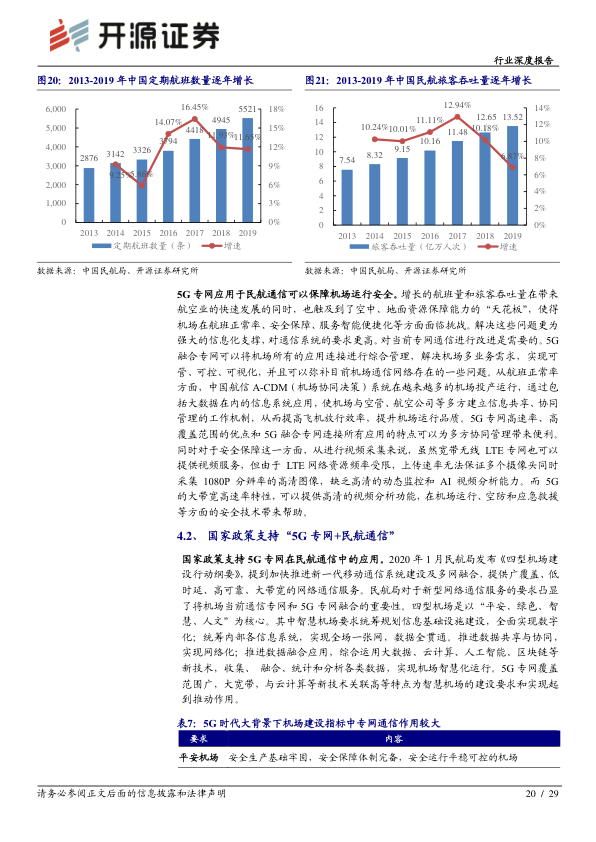 开源证券
行业深度报告
图20：2013-2019 年中国定期航班数量逐年增长
6,000
5,000
4,000
3,000
2,000
1,000
0
18%
15%
12%
9%
6%
3%
0%
2876
3142
3326
3794
4418
4945
5521
9.25%
5.86%
14.07%
16.45%
11.93%
11.65%
2013 2014 2015 2016 2017 2018 2019
定期航班数量（条） 增速
数据来源：中国民航局、开源证券研究所
图21：2013-2019 年中国民航旅客吞吐量逐年增长
16
14
12
10
8
6
4
2
0
14%
12%
10%
8%
6%
4%
2%
0%
7.54
8.32
9.15
10.16
11.48
12.65
13.52
10.24%
10.01%
11.11%
12.94%
10.18%
6.87%
2013 2014 2015 2016 2017 2018 2019
旅客吞吐量（亿万人次） 增速
数据来源：中国民航局、开源证券研究所
5G 专网应用于民航通信可以保障机场运行安全。增长的航班量和旅客吞吐量在带来
航空业的快速发展的同时，也触到了空中、地面资源保障能力的“天花板”，使得
机场在航班正常率、安全保障、服务智能便捷化等方面面临挑战。解决这些问题更为
强大的信息化支撑，对通信系统的要求更高。对当前专网通信进行改进是需要的。5G
融合专网可以将机场所有的应用连接进行综合管理，解决机场多业务需求，实现可
管、可控、可视化，并且可以弥补目前机场通信网络存在的一些问题。从航班正常率
方面，中国航信 A-CDM（机场协同决策）系统在越来越多的机场投产运行，通过包
括大数据在内的信息系统应用，使机场与空管、航空公司等多方建立信息共享、协同
管理的工作机制，从而提高飞机放行效率，提升机场运行品质。5G 专网高速率、高
覆盖范围的优点和 5G 融合专网连接所有应用的特点可以为多方协同管理带来便利。
同时对于安全保障这一方面，从进行视频采集来说，虽然宽带无线 LTE 专网也可以
提供视频服务，但由于 LTE 网络资源频率受限，上传速率无法保证多个摄像头同时
采集 1080P 分辨率的高清图像，缺乏高清的动态监控和 AI 视频分析能力。而 5G
的大带宽高速率特性，可以提供高清的视频分析功能，在机场运行、空防和应急救援
等方面的安全技术带来帮助。
4.2、 国家政策支持“5G 专网+民航通信”
国家政策支持 5G 专网在民航通信中的应用。2020 年 1 月民航局发布《四型机场建
设行动纲要》，提到加快推进新一代移动通信系统建设及多网融合，提供广覆盖、低
时延、高可靠、大带宽的网络通信服务。民航局对于新型网络通信服务的要求凸显
了将机场当前通信专网和 5G 专网融合的重要性。四型机场是以“平安、绿色、智
慧、人文”为核心。其中智慧机场要求统筹规划信息基础设施建设，全面实现数字
化；统筹内部各信息系统，实现全场一张网，数据全贯通。推进数据共享与协同，
实现网络化；推进数据融合应用，综合运用大数据、云计算、人工智能、区块链等
新技术，收集、 融合、统计和分析各类数据，实现机场智慧化运行。5G 专网覆盖
范围广，大宽带，与云计算等新技术关联高等特点为智慧机场的建设要求和实现起
到推动作用。
表7：5G 时代大背景下机场建设指标中专网通信作用较大
要求 内容
平安机场 安全生产基础牢固，安全保障体制完备，安全运行平稳可控的机场
请务必参阅正文后面的信息披露和法律声明
20 / 29